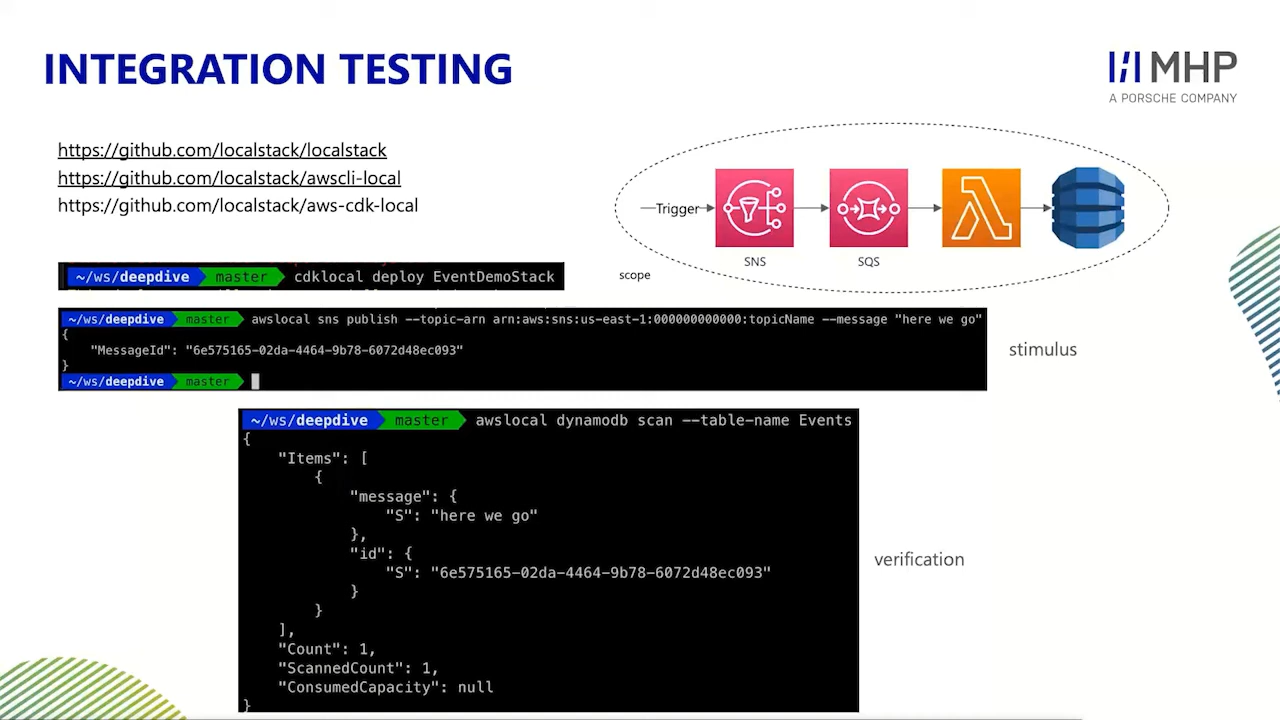 INTEGRATION TESTING
MHP
A PORSCHE COMPANY
https://github.com/localstack/localstack
https://github.com/localstack/awscli-local
https://github.com/localstack/aws-cdk-local
Trigger
SNS
SQS
scope
~/ws/deepdive master cdklocal deploy EventDemoStack
~/ws/deepdive master awslocal sns publish --topic-arn arn:aws:sns:us-east-1:000000000000:topicName --message "here we go"
{
"MessageId": "6e575165-02da-4464-9b78-6072d48ec093"
}
~/ws/deepdive master
stimulus
~/ws/deepdive master awslocal dynamodb scan --table-name Events
{
"Items": [
{
"message": {
"S": "here we go"
},
"id": {
"S": "6e575165-02da-4464-9b78-6072d48ec093"
}
}
],
"Count": 1,
"ScannedCount": 1,
"ConsumedCapacity": null
}
verification